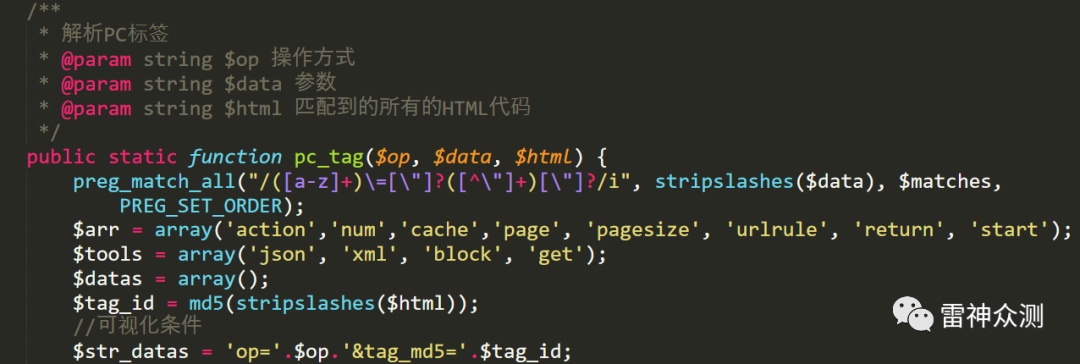 /**
 * 解析PC标签
 * @param string $op 操作方式
 * @param string $data 参数
 * @param string $html 匹配到的所有的HTML代码
 */
public static function pc_tag($op, $data, $html) {
    preg_match_all("/([a-z]+)\=[\"]?([^\"]+)[\"]?/i", stripslashes($data), $matches,
        PREG_SET_ORDER);
    $arr = array('action','num','cache','page', 'pagesize', 'urlrule', 'return', 'start');
    $tools = array('json', 'xml', 'block', 'get');
    $datas = array();
    $tag_id = md5(stripslashes($html));
    //可视化条件
    $str_datas = 'op='.$op.'&tag_md5='.$tag_id;
雷神众测